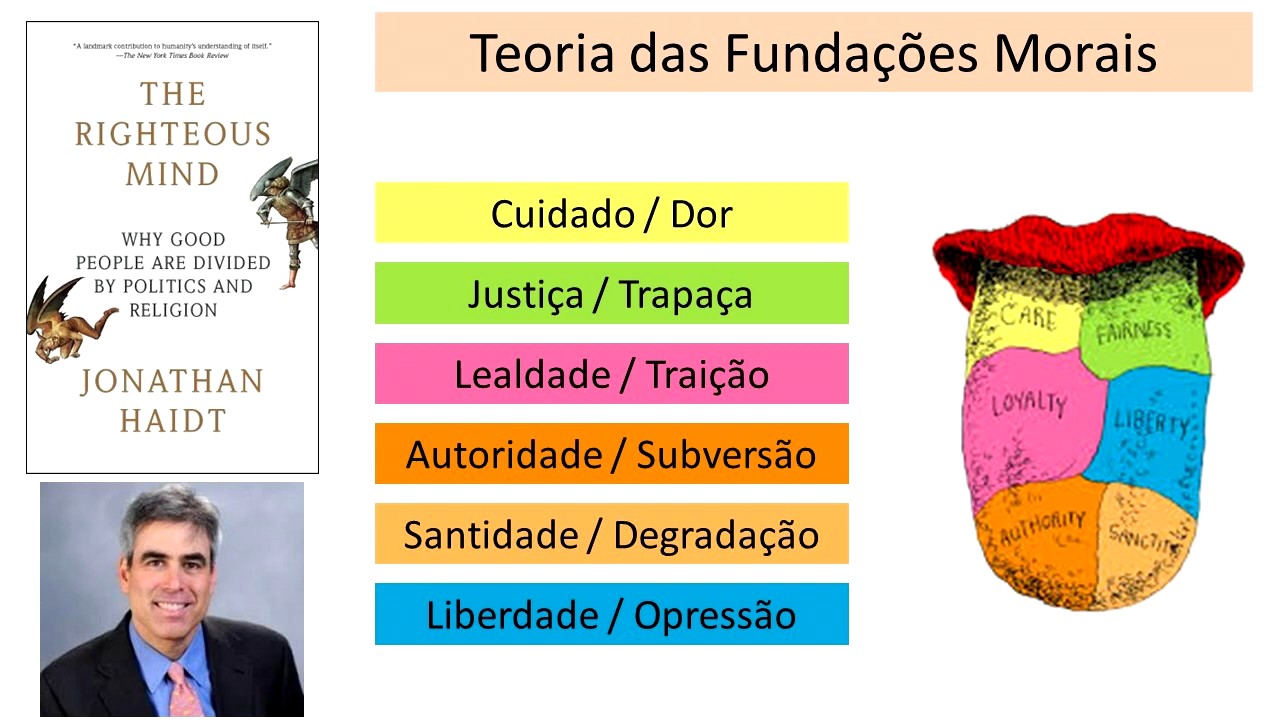 "A landmark contribution to humanity's understanding of itself."
—The New York Times Book Review
THE
RIGHTEOUS
MIND
WHY GOOD
PEOPLE ARE DIVIDED
BY POLITICS AND
RELIGION
JONATHAN
HAIDT
Teoria das Fundações Morais
Cuidado / Dor
Justiça / Trapaça
Lealdade / Traição
Autoridade / Subversão
Santidade / Degradação
Liberdade / Opressão
CARE
FAIRNESS
LOYALTY
LIBERTY
AUTHORITY
SANCTITY